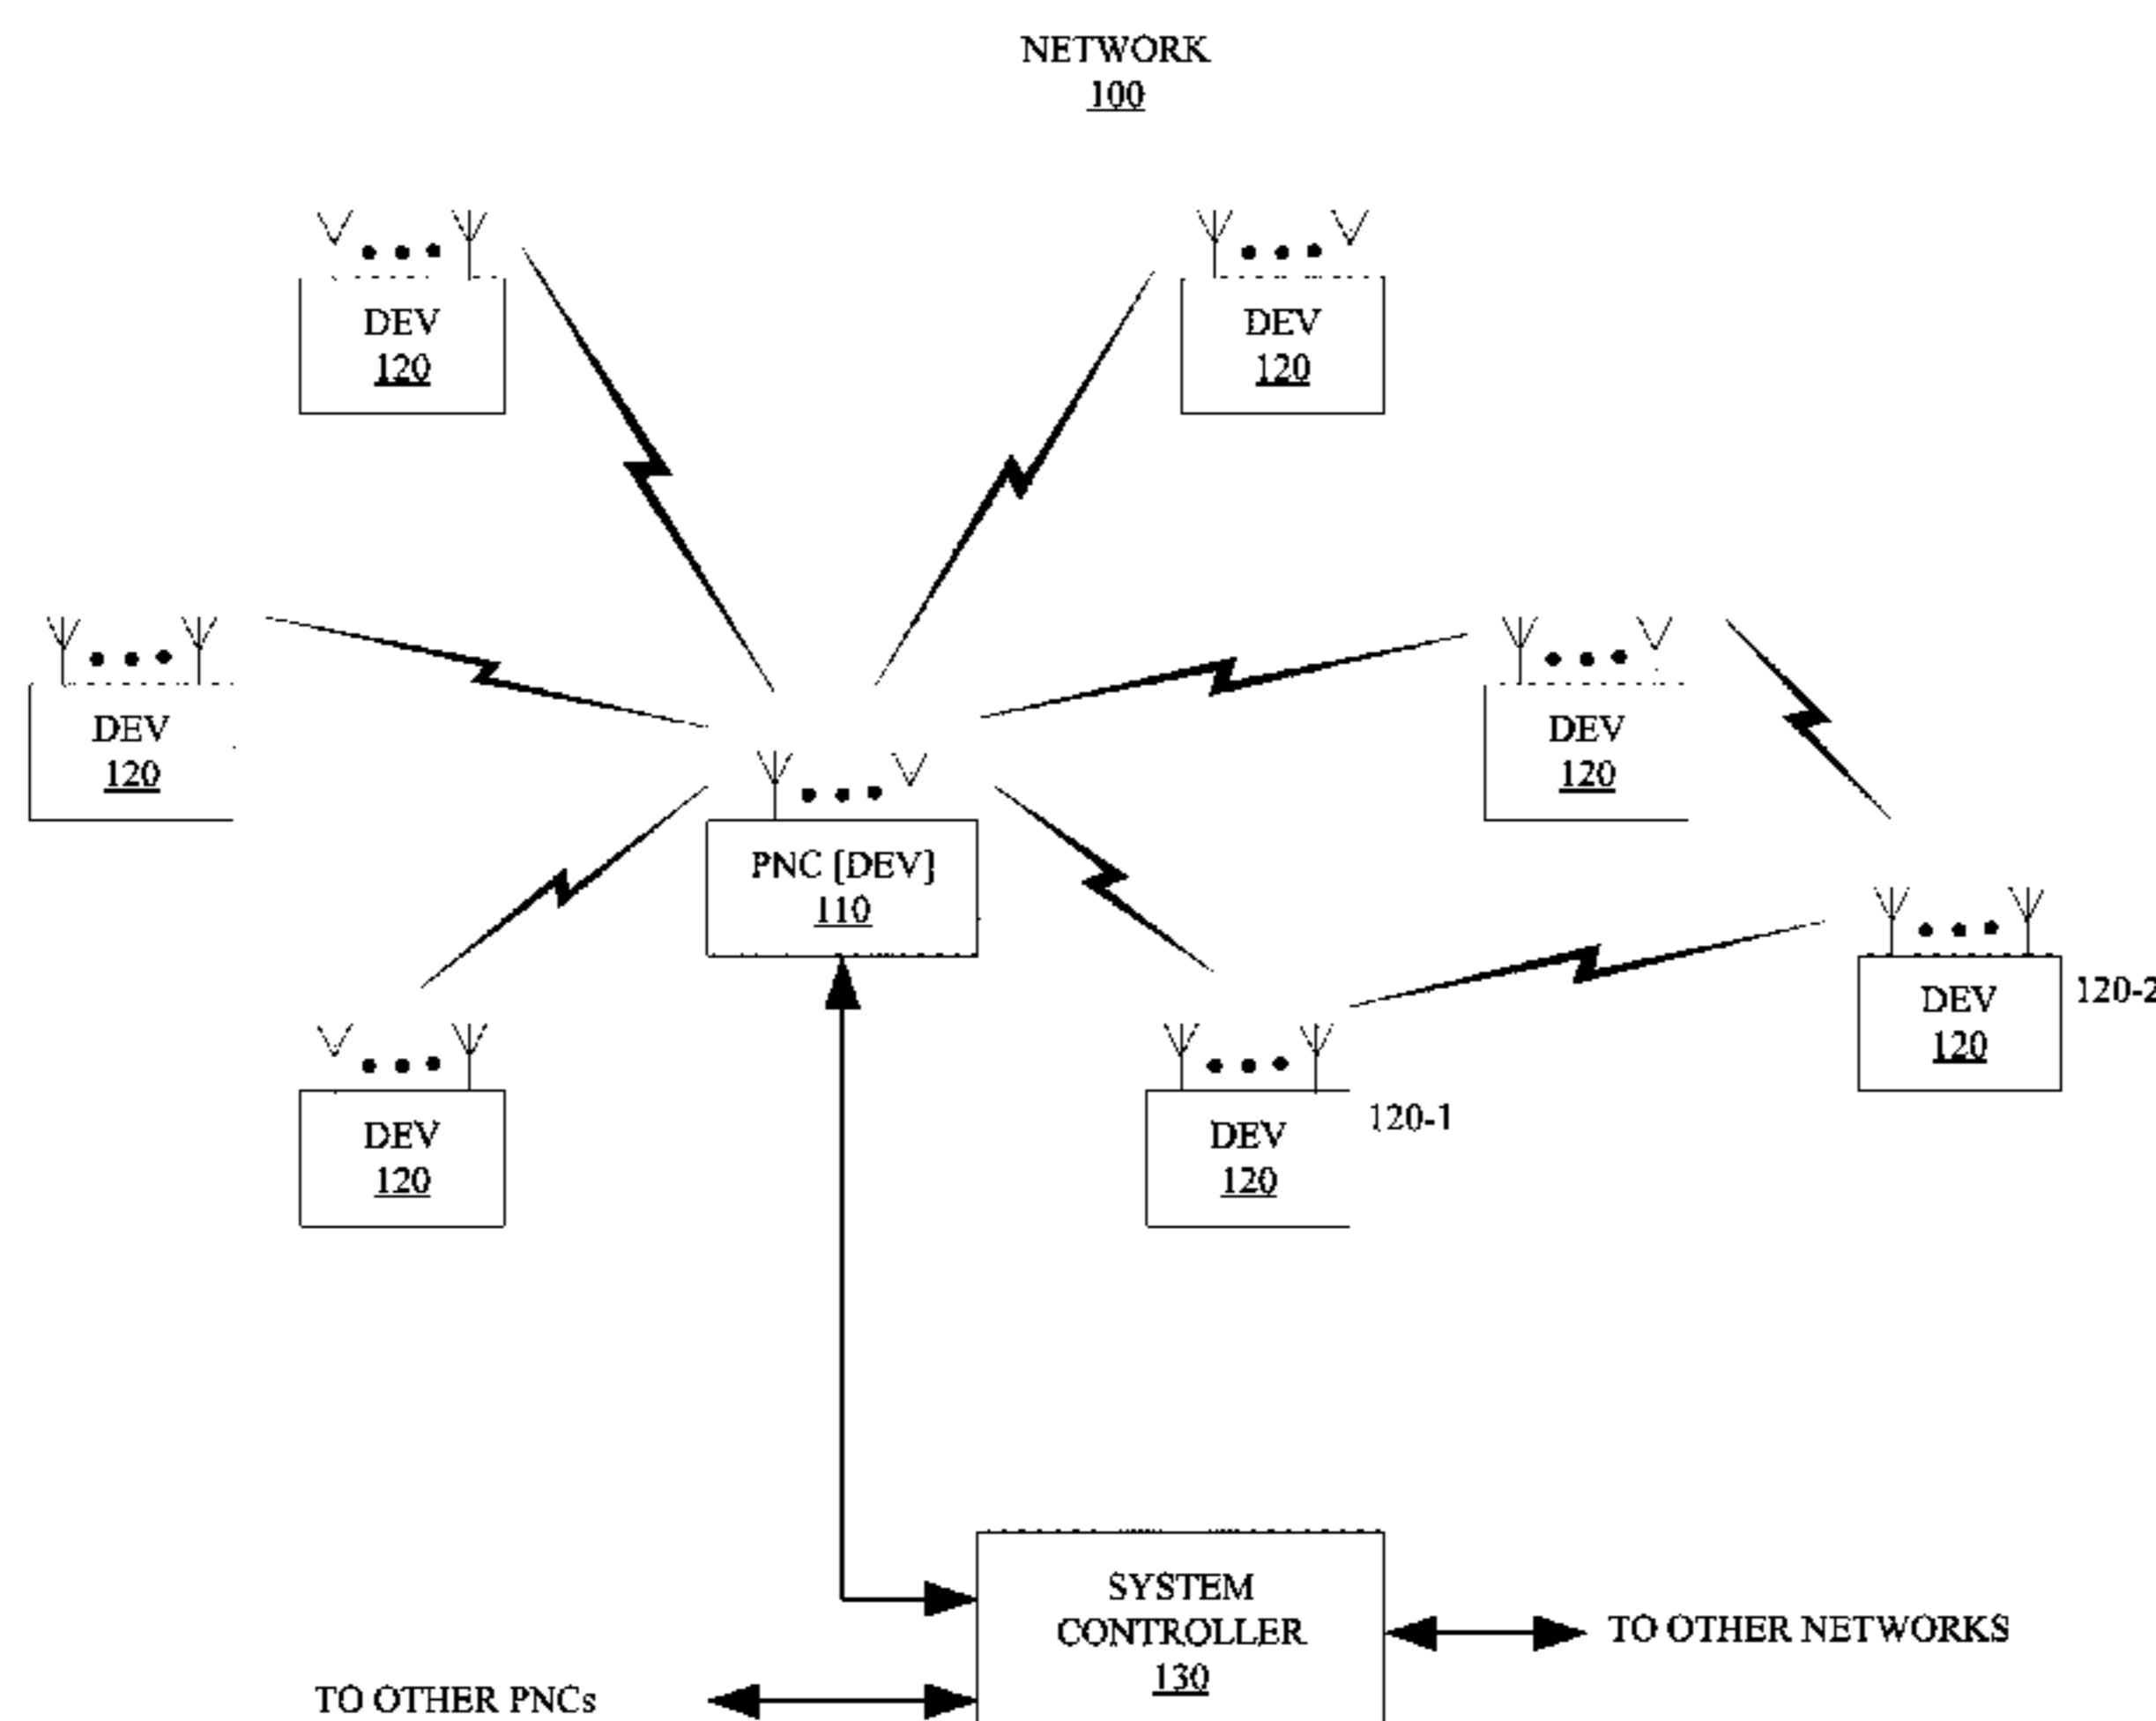 NETWORK
100
DEV
120
DEV
120
DEV
120
DEV
120
PNC [DEV]
110
DEV
120
120-2
DEV
120
DEV
120
120-1
SYSTEM
CONTROLLER
130
TO OTHER NETWORKS
TO OTHER PNCs